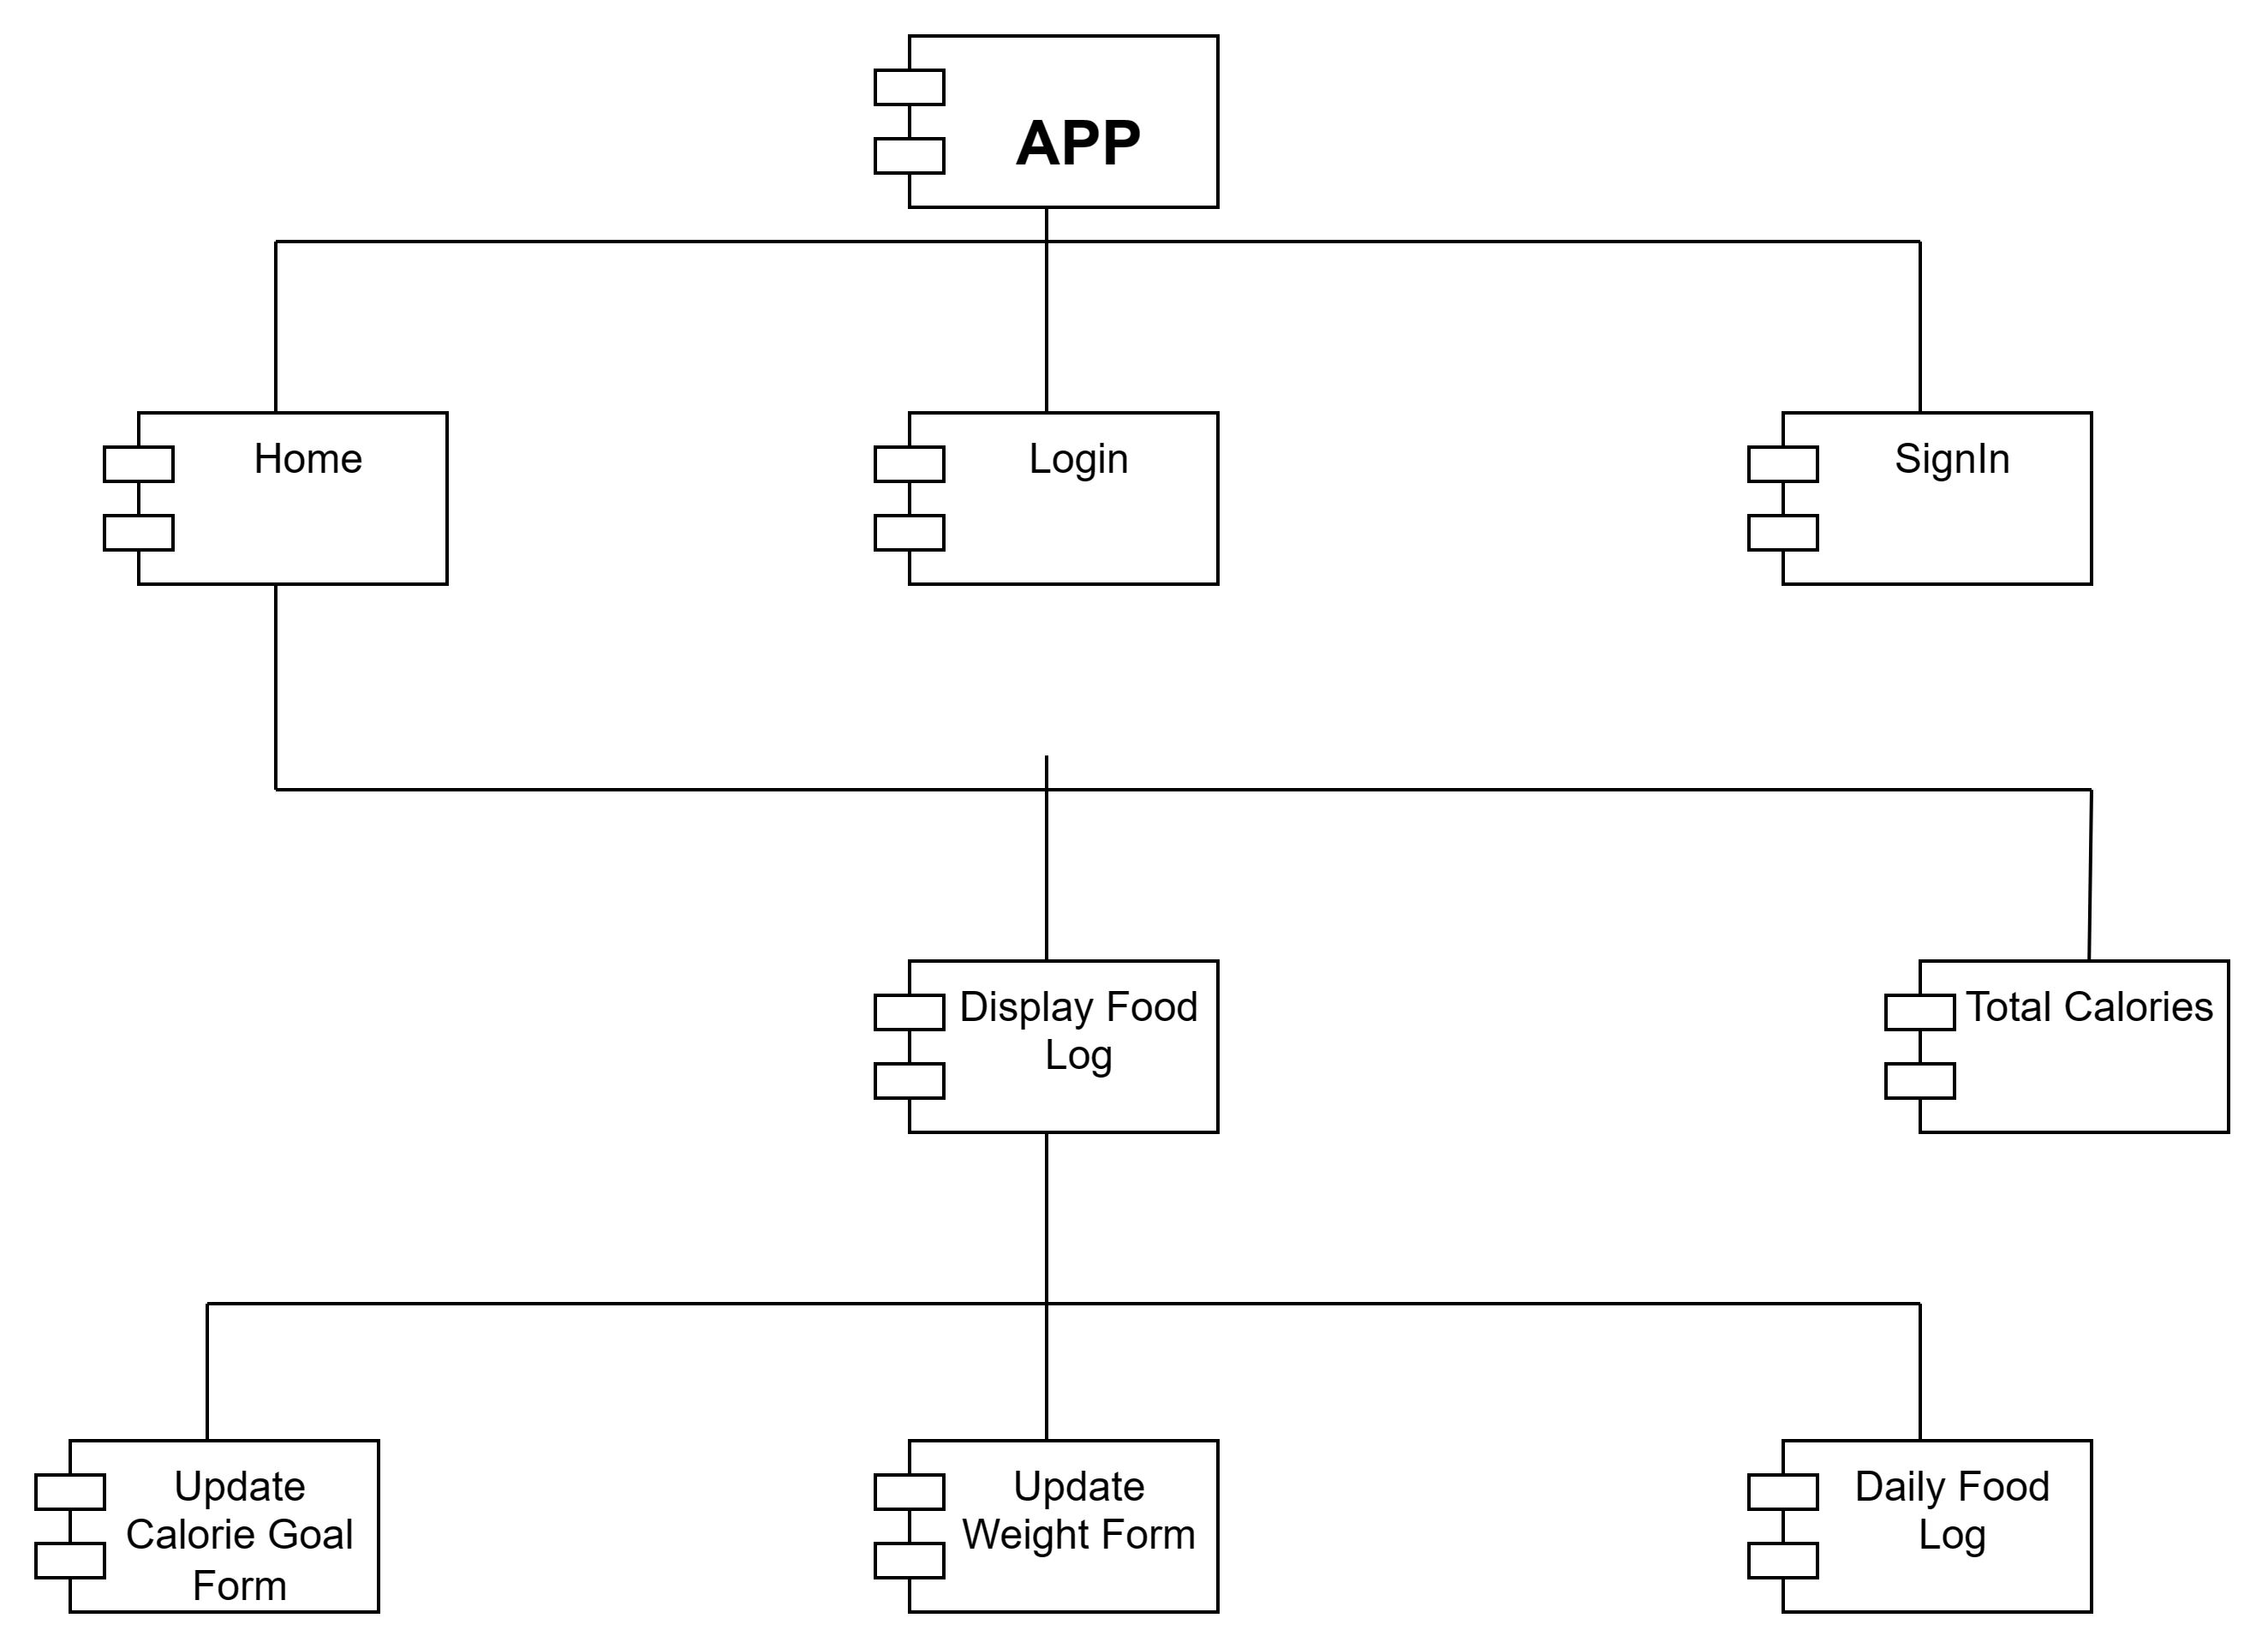 APP
Home
Login
SignIn
Display Food
Log
Total Calories
Update
Calorie Goal
Form
Update
Weight Form
Daily Food
Log